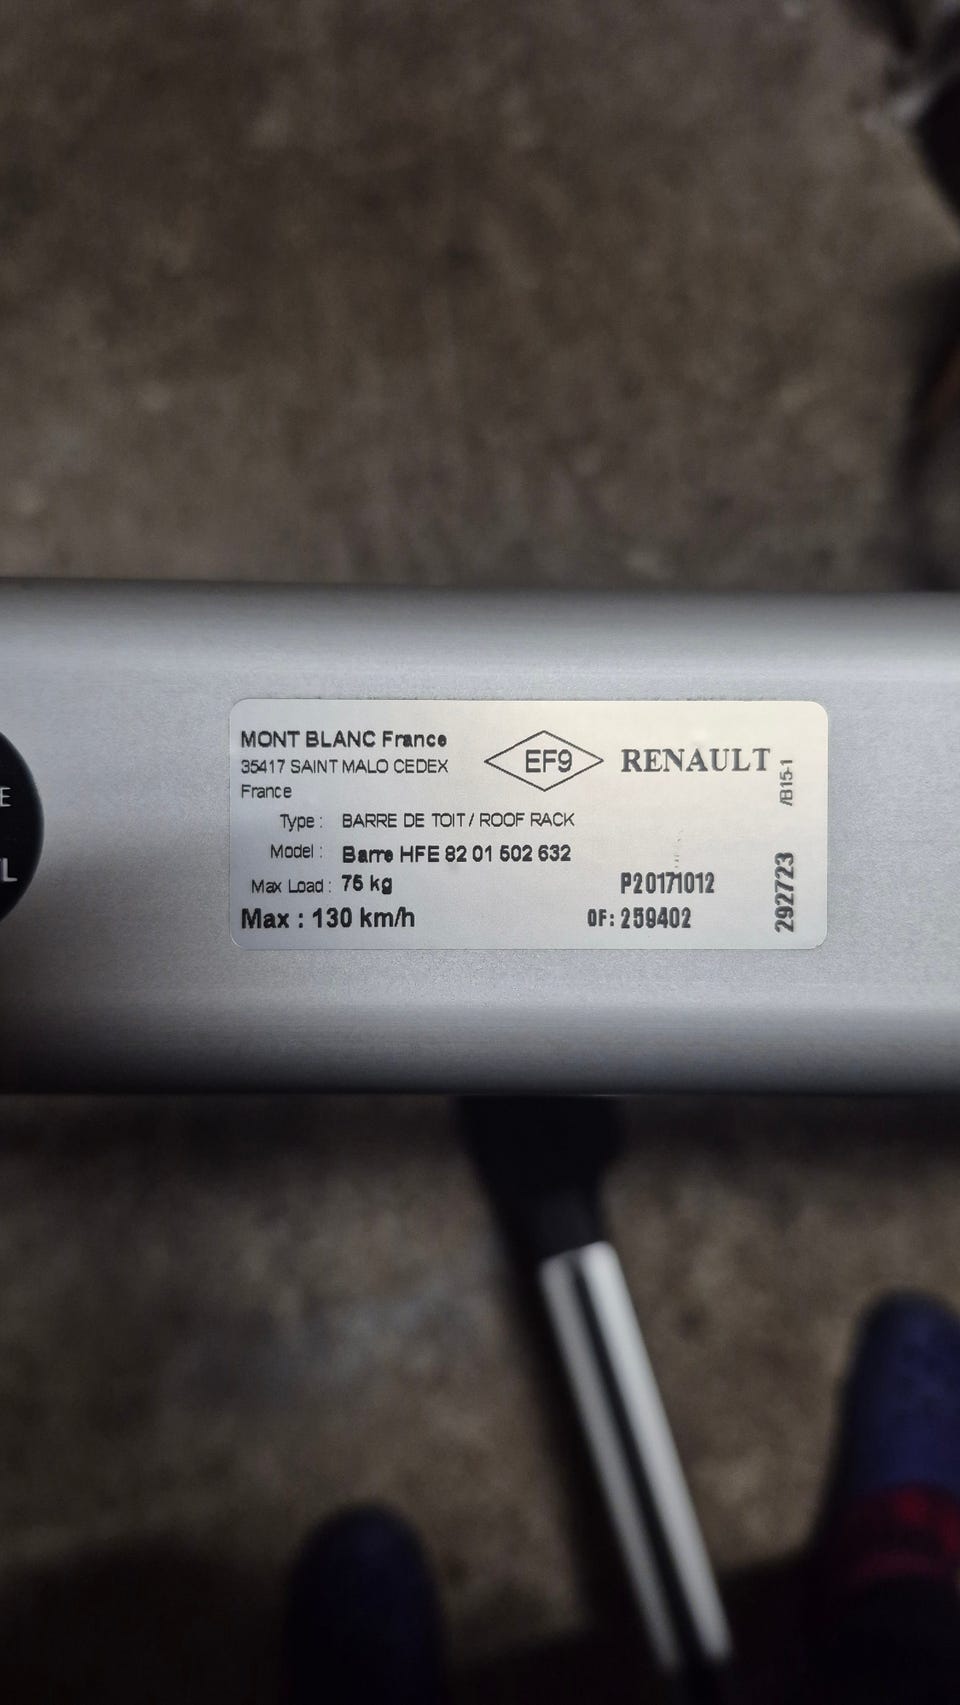 MONT BLANC France
35417 SAINT MALO CEDEX
France
EF9
RENAULT
/B15-1
Type : BARRE DE TOIT / ROOF RACK
Model : Barre HFE 82 01 502 632
Max Load : 75 kg
P20171012
Max : 130 km/h
OF: 259402
292723